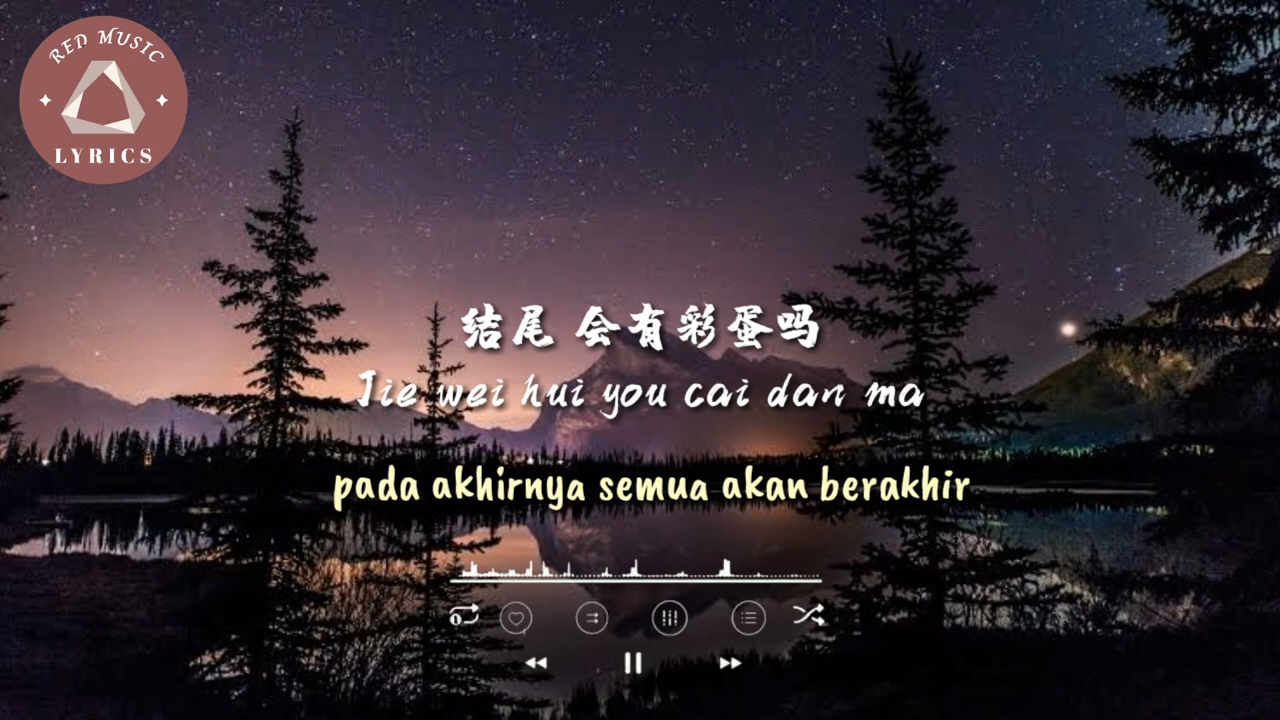 RED MUSIC
LYRICS
结尾 会有彩蛋吗
Jie wei hui you cai dan ma
pada akhirnya semua akan berakhir